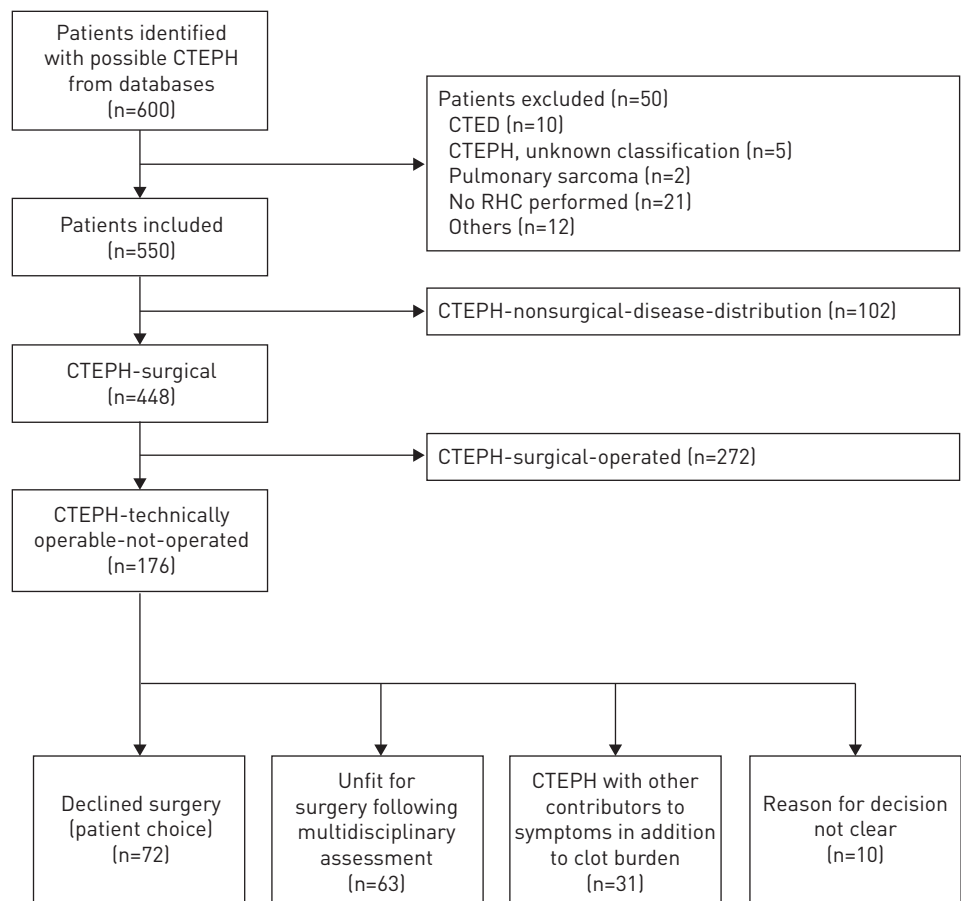 Patients identified
with possible CTEPH
from databases
(n=600)
Patients excluded (n=50)
CTED (n=10)
CTEPH, unknown classification (n=5)
Pulmonary sarcoma (n=2)
No RHC performed (n=21)
Others (n=12)
Patients included
(n=550)
CTEPH-nonsurgical-disease-distribution (n=102)
CTEPH-surgical
(n=448)
CTEPH-surgical-operated (n=272)
CTEPH-technically
operable-not-operated
(n=176)
Declined surgery
(patient choice)
(n=72)
Unfit for
surgery following
multidisciplinary
assessment
(n=63)
CTEPH with other
contributors to
symptoms in addition
to clot burden
(n=31)
Reason for decision
not clear
(n=10)